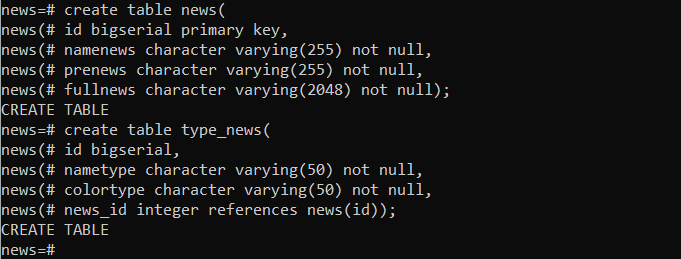 news=# create table news(
news(# id bigserial primary key,
news(# namenews character varying(255) not null,
news(# prenews character varying(255) not null,
news(# fullnews character varying(2048) not null);
CREATE TABLE
news=# create table type_news(
news(# id bigserial,
news(# nametype character varying(50) not null,
news(# colortype character varying(50) not null,
news(# news_id integer references news(id));
CREATE TABLE
news=#